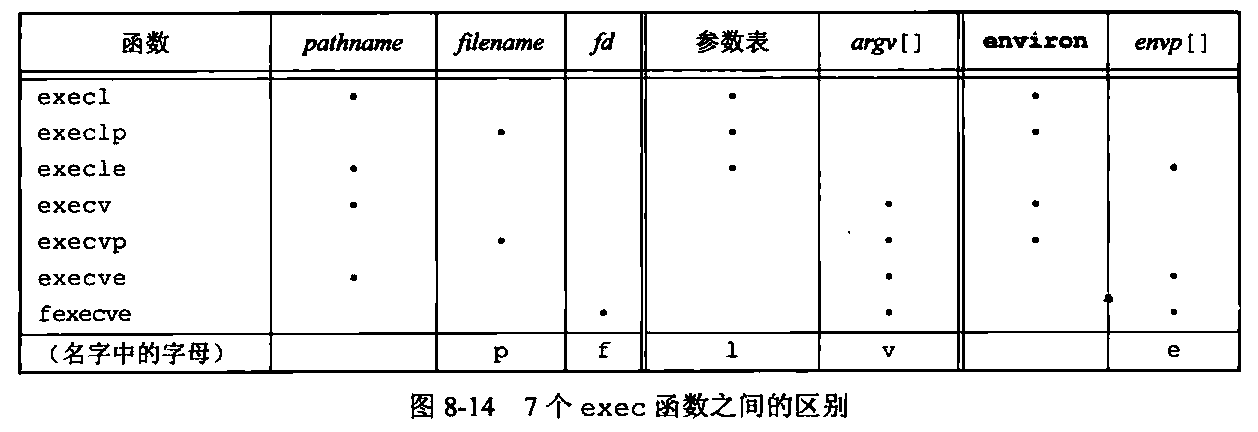 函数 pathname filename fd 参数表 argv[] environ envp[]
execl • • •
execlp • • •
execle • • •
execv • • •
execvp • • •
execve • • •
fexecve • • •
(名字中的字母) p f l v e
图 8-14 7 个 exec 函数之间的区别